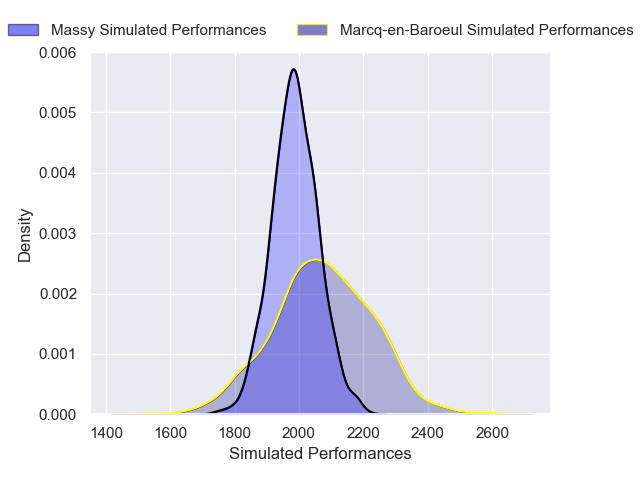 Massy Simulated Performances Marcq-en-Baroeul Simulated Performances
0.006
0.005
0.004
0.003
0.002
0.001
0.000
Density
1400 1600 1800 2000 2200 2400 2600
Simulated Performances